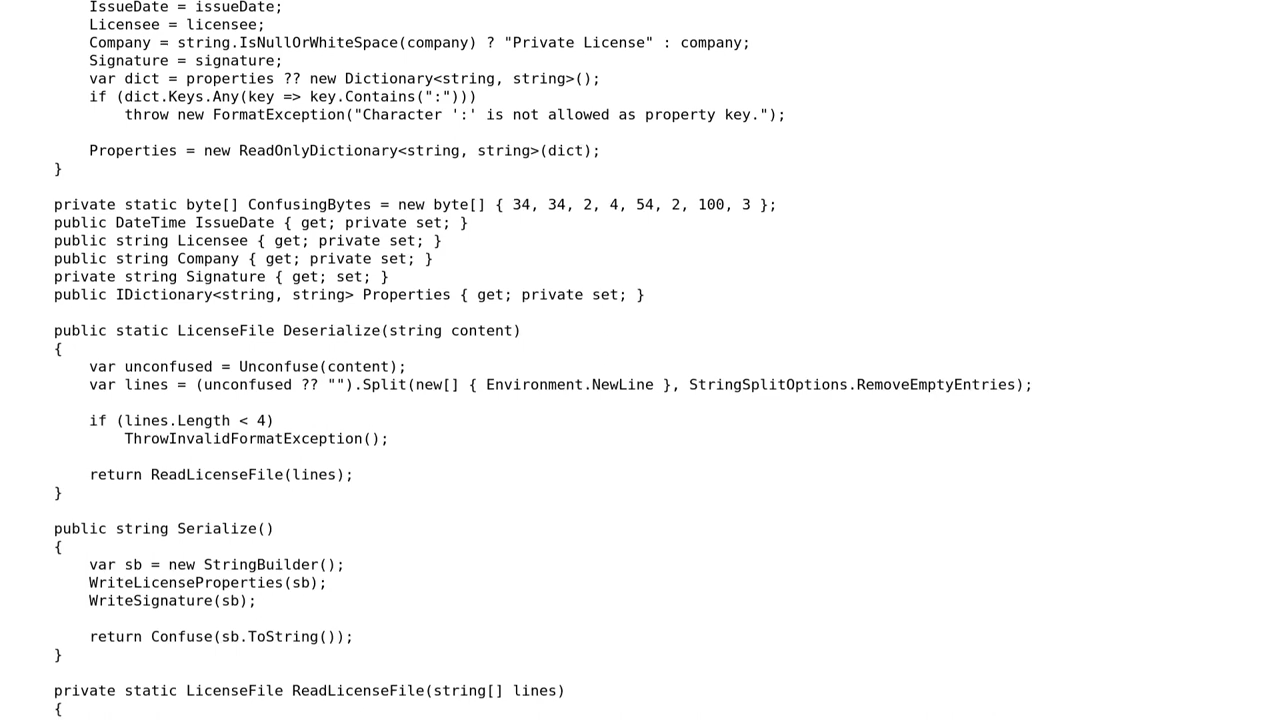 IssueDate = issueDate;
Licensee = licensee;
Company = string.IsNullOrWhiteSpace(company) ? "Private License" : company;
Signature = signature;
var dict = properties ?? new Dictionary<string, string>();
if (dict.Keys.Any(key => key.Contains(":")))
throw new FormatException("Character ':' is not allowed as property key.");
Properties = new ReadOnlyDictionary<string, string>(dict);
}
private static byte[] ConfusingBytes = new byte[] { 34, 34, 2, 4, 54, 2, 100, 3 };
public DateTime IssueDate { get; private set; }
public string Licensee { get; private set; }
public string Company { get; private set; }
private string Signature { get; set; }
public IDictionary<string, string> Properties { get; private set; }
public static LicenseFile Deserialize(string content)
{
var unconfused = Unconfuse(content);
var lines = (unconfused ?? "").Split(new[] { Environment.NewLine }, StringSplitOptions.RemoveEmptyEntries);
if (lines.Length < 4)
ThrowInvalidFormatException();
return ReadLicenseFile(lines);
}
public string Serialize()
{
var sb = new StringBuilder();
WriteLicenseProperties(sb);
WriteSignature(sb);
return Confuse(sb.ToString());
}
private static LicenseFile ReadLicenseFile(string[] lines)
{